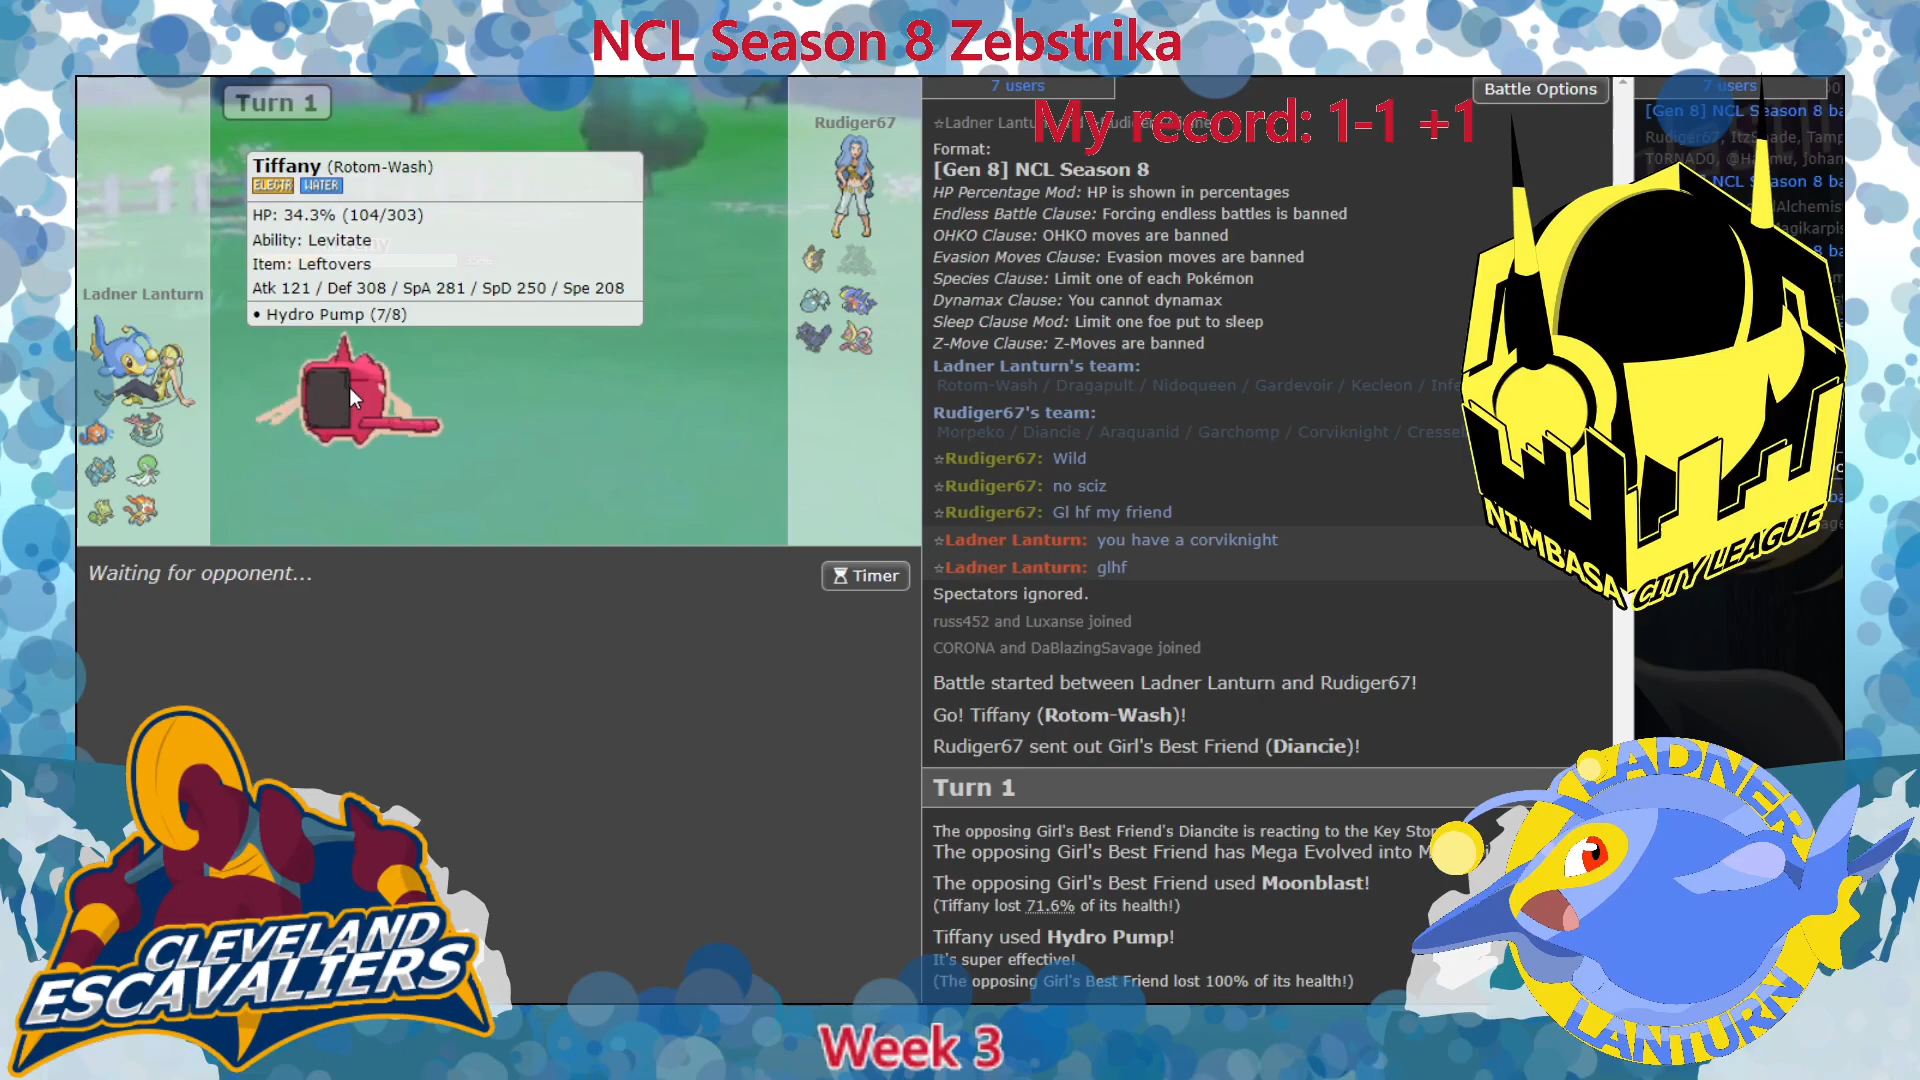 NCL Season 8 Zebstrika
My record: 1-1 +1
Turn 1
Tiffany (Rotom-Wash)
ELECTR WATER
HP: 34.3% (104/303)
Ability: Levitate
Item: Leftovers
Atk 121 / Def 308 / SpA 281 / SpD 250 / Spe 208
• Hydro Pump (7/8)
Ladner Lanturn
Rudiger67
Waiting for opponent...
Timer
7 users
Battle Options
☆Ladner
Format:
[Gen 8] NCL Season 8
HP Percentage Mod: HP is shown in percentages
Endless Battle Clause: Forcing endless battles is banned
OHKO Clause: OHKO moves are banned
Evasion Moves Clause: Evasion moves are banned
Species Clause: Limit one of each Pokémon
Dynamax Clause: You cannot dynamax
Sleep Clause Mod: Limit one foe put to sleep
Z-Move Clause: Z-Moves are banned
Ladner Lanturn's team:
Rotom-Wash / Dragapult / Nidoqueen / Gardevoir / Kecleon / Infe
Rudiger67's team:
Morpeko / Diancie / Araquanid / Garchomp / Corviknight / Cressel
☆Rudiger67: Wild
☆Rudiger67: no sciz
☆Rudiger67: Gl hf my friend
☆Ladner Lanturn: you have a corviknight
☆Ladner Lanturn: glhf
Spectators ignored.
russ452 and Luxanse joined
CORONA and DaBlazingSavage joined
Battle started between Ladner Lanturn and Rudiger67!
Go! Tiffany (Rotom-Wash)!
Rudiger67 sent out Girl's Best Friend (Diancie)!
Turn 1
The opposing Girl's Best Friend's Diancite is reacting to the Key Ston
The opposing Girl's Best Friend has Mega Evolved into M
The opposing Girl's Best Friend used Moonblast!
(Tiffany lost 71.6% of its health!)
Tiffany used Hydro Pump!
It's super effective!
(The opposing Girl's Best Friend lost 100% of its health!)
7 users
[Gen 8] NCL Season 8 ba
NIMBASA CITY LEAGUE
CLEVELAND
ESCAVALIERS
LADNER
LANTURN
Week 3